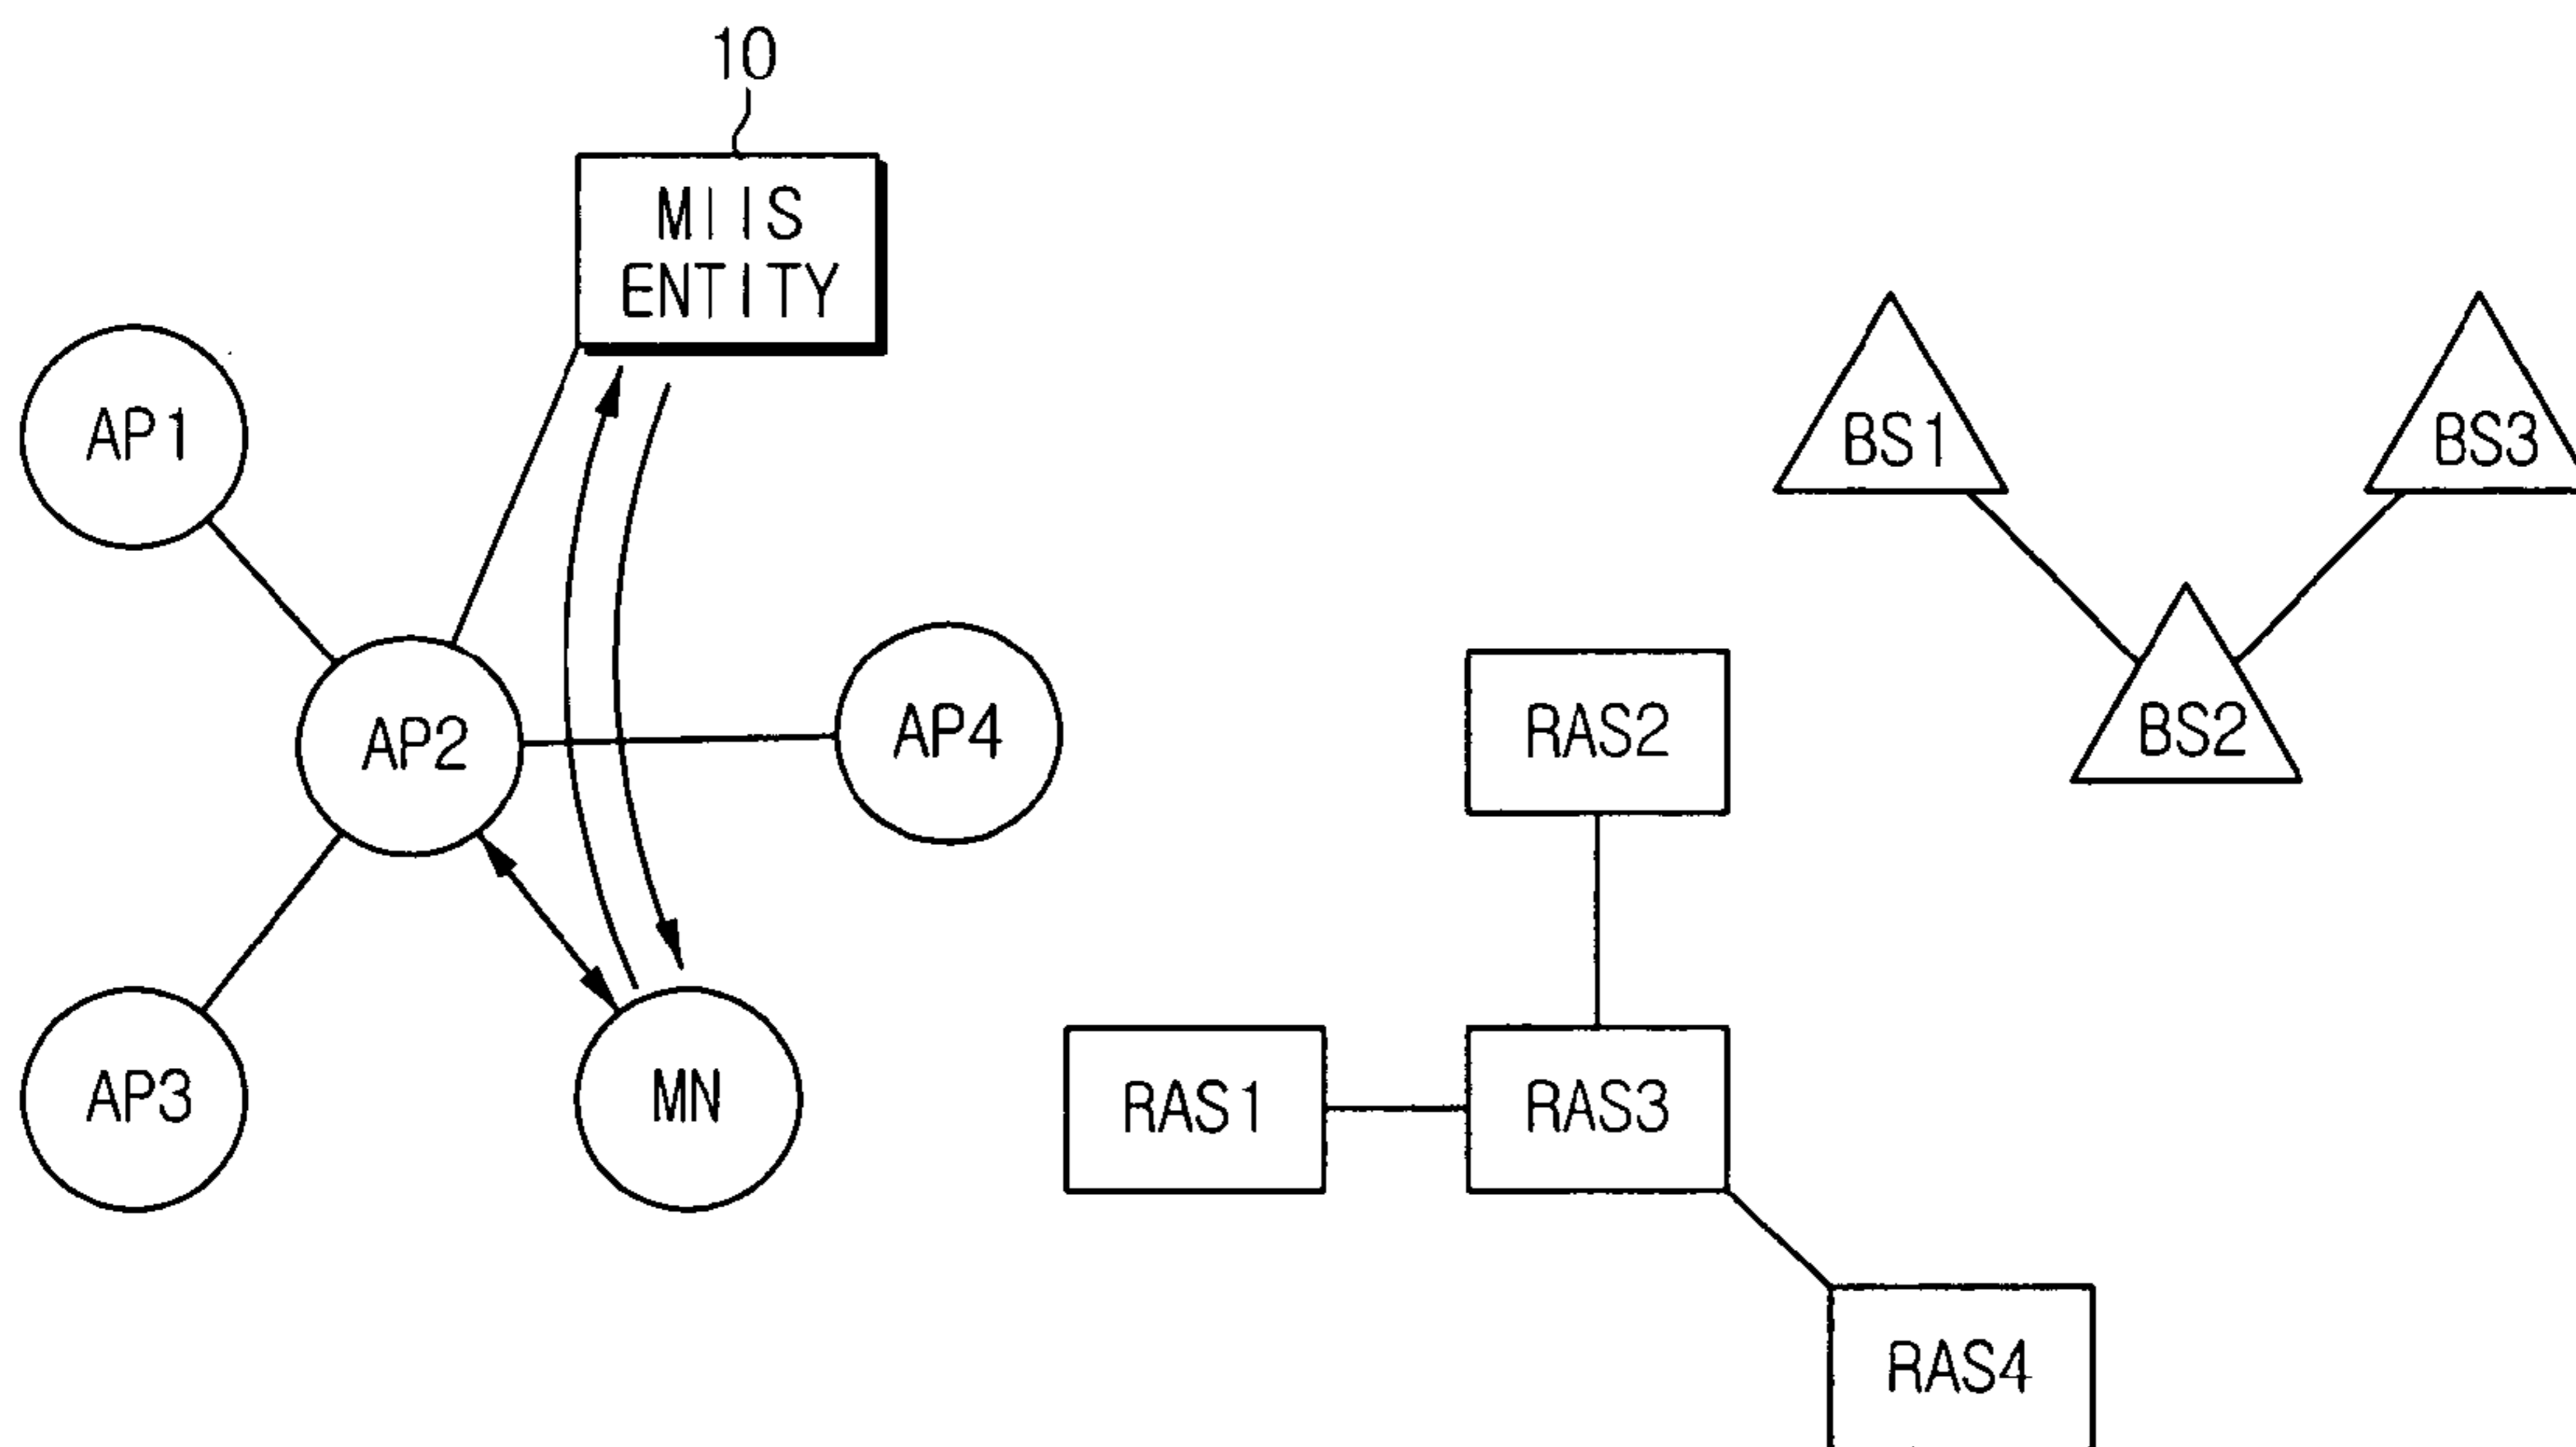 10
MIIS
ENTITY
AP1
BS1
BS3
AP2
AP4
RAS2
BS2
AP3
MN
RAS1
RAS3
RAS4